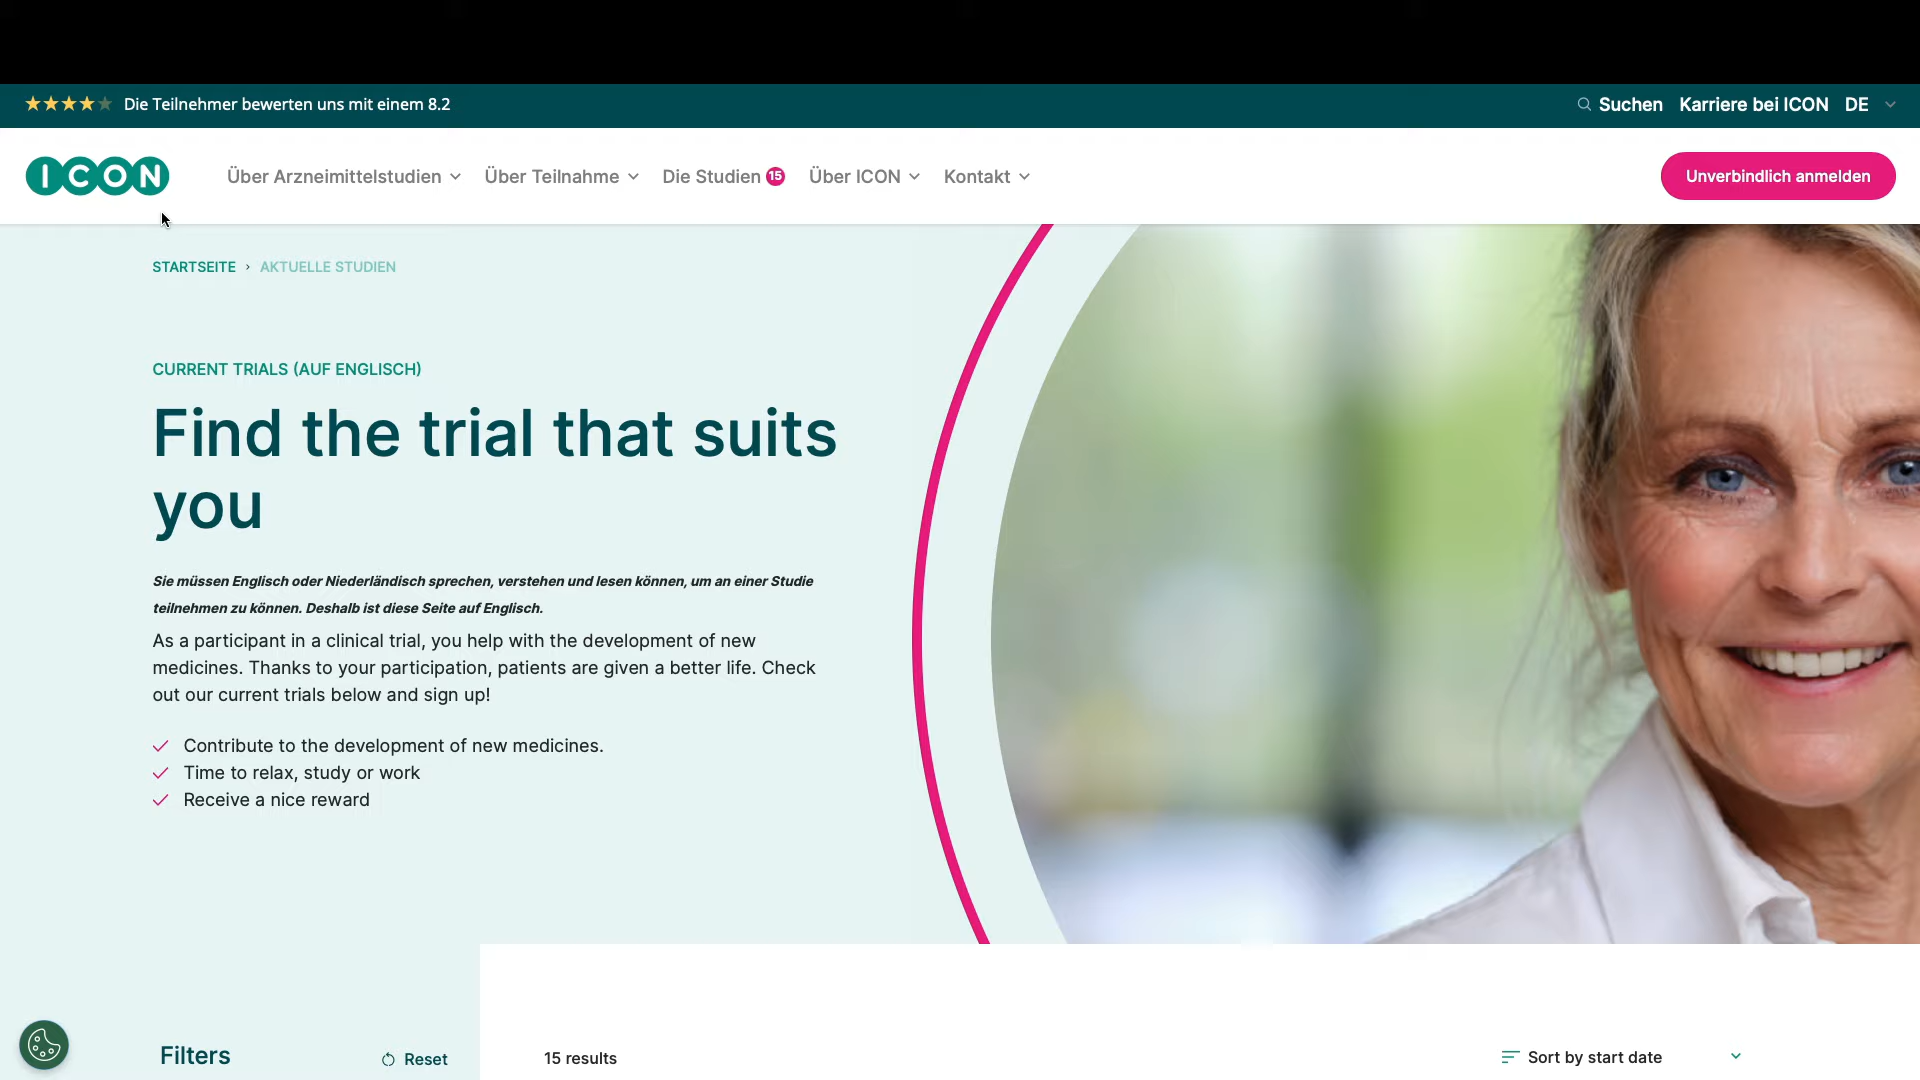 Die Teilnehmer bewerten uns mit einem 8.2
Suchen Karriere bei ICON DE
ICON
Über Arzneimittelstudien
Über Teilnahme
Die Studien 15
Über ICON
Kontakt
Unverbindlich anmelden
STARTSEITE › AKTUELLE STUDIEN
CURRENT TRIALS (AUF ENGLISCH)
Find the trial that suits
you
Sie müssen Englisch oder Niederländisch sprechen, verstehen und lesen können, um an einer Studie
teilnehmen zu können. Deshalb ist diese Seite auf Englisch.
As a participant in a clinical trial, you help with the development of new
medicines. Thanks to your participation, patients are given a better life. Check
out our current trials below and sign up!
Contribute to the development of new medicines.
Time to relax, study or work
Receive a nice reward
Filters
Reset
15 results
Sort by start date